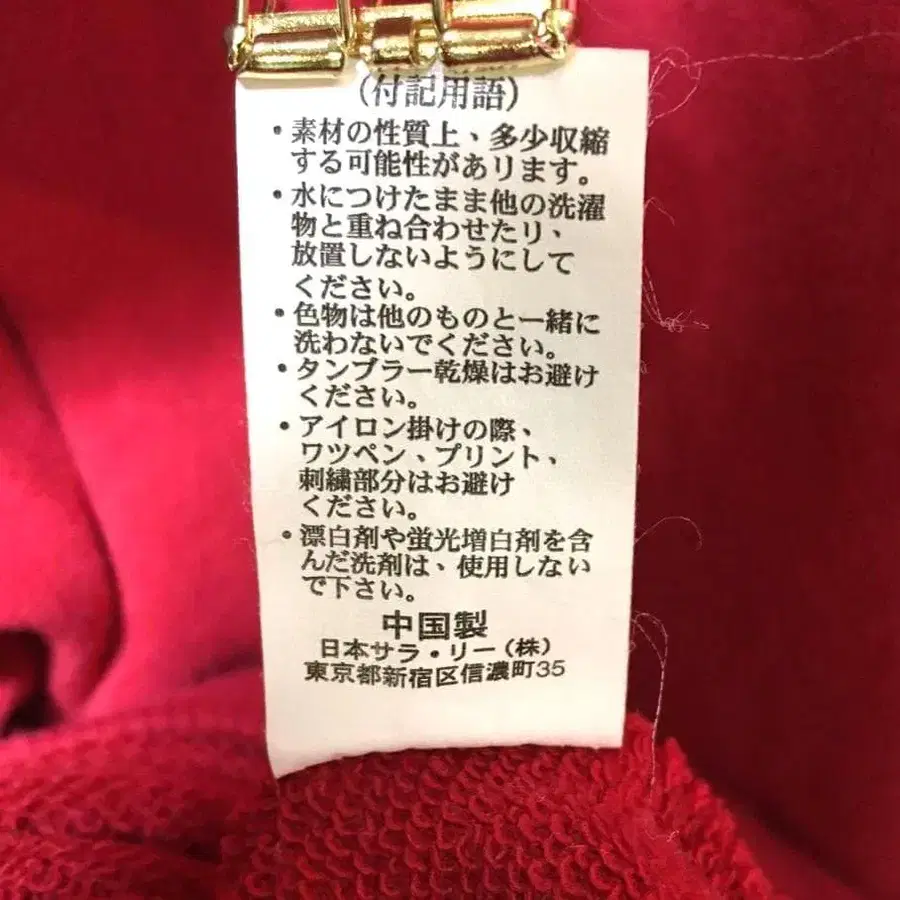 (付記用語)
・素材の性質上、多少収縮
する可能性があります。
・水につけたまま他の洗濯
物と重ね合わせたり、
放置しないようにして
ください。
・色物は他のものと一緒に
洗わないでください。
・タンブラー乾燥はお避け
ください。
・アイロン掛けの際、
ワツペン、プリント、
刺繍部分はお避け
ください。
・漂白剤や蛍光増白剤を含
んだ洗剤は、使用しない
で下さい。
中国製
日本サラ・リー(株)
東京都新宿区信濃町35